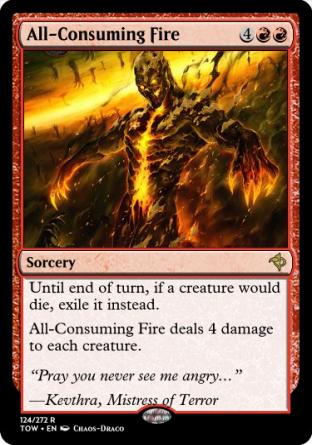 All-Consuming Fire 4
Sorcery
Until end of turn, if a creature would
die, exile it instead.
All-Consuming Fire deals 4 damage
to each creature.
“Pray you never see me angry…”
—Kevthra, Mistress of Terror
124/272 R
TOW • EN Chaos-Draco